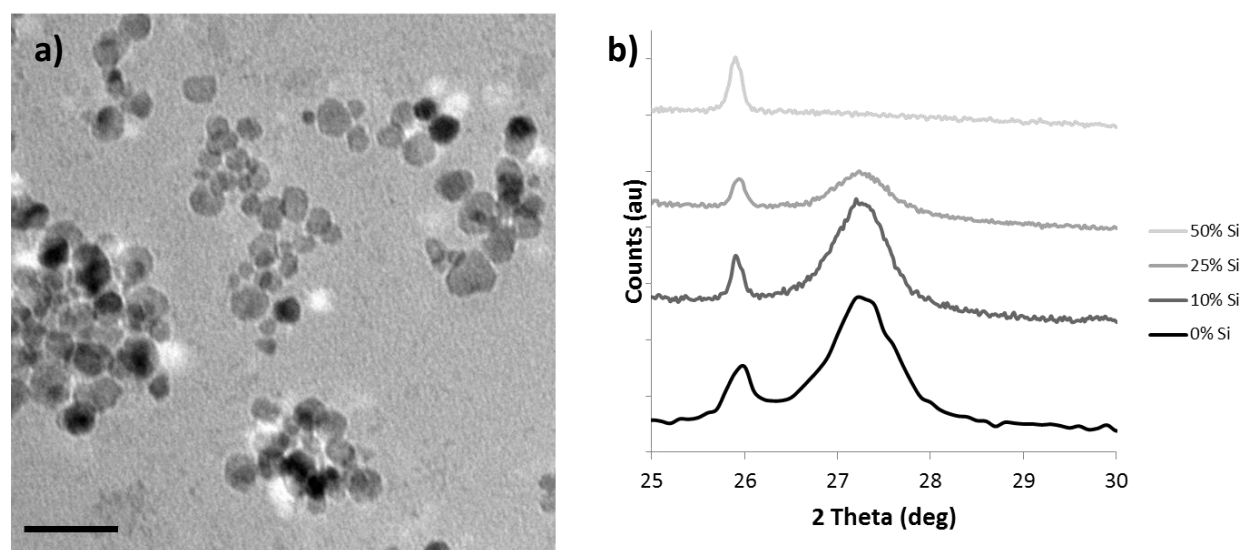 a)
b)
Counts (au)
25
26
27
28
29
30
2 Theta (deg)
50% Si
25% Si
10% Si
0% Si